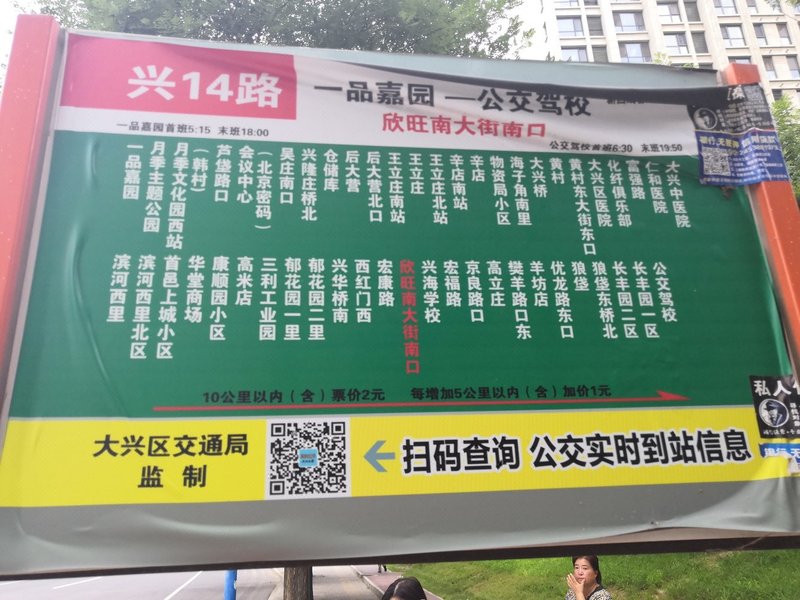 兴14路
一品嘉园 — 公交驾校
欣旺南大街南口
一品嘉园首班5:15 末班18:00
公交驾校首班6:30 末班19:50
一品嘉园
月季主题公园
月季文化园西站
（韩村）
芦垡路口
会议中心
（北京密码）
吴庄南口
兴隆庄桥北
仓储库
后大营
后大营北口
王立庄南站
王立庄
王立庄北站
辛店南站
辛店
物资局小区
海子角南里
大兴桥
黄村
黄村东大街东口
大兴区医院
化纤俱乐部
富强路
仁和医院
大兴中医院
滨河西里
滨河西里北区
首邑上城小区
华堂商场
康顺园小区
高米店
三利工业园
郁花园一里
郁花园二里
兴华桥南
西红门西
宏康路
欣旺南大街南口
兴海学校
宏福路
京良路口
高立庄
樊羊路口东
羊坊店
优龙路东口
狼垡
狼垡东桥北
长丰园二区
长丰园一区
公交驾校
10公里以内（含）票价2元 每增加5公里以内（含）加价1元
大兴区交通局
监 制
扫码查询 公交实时到站信息
私人